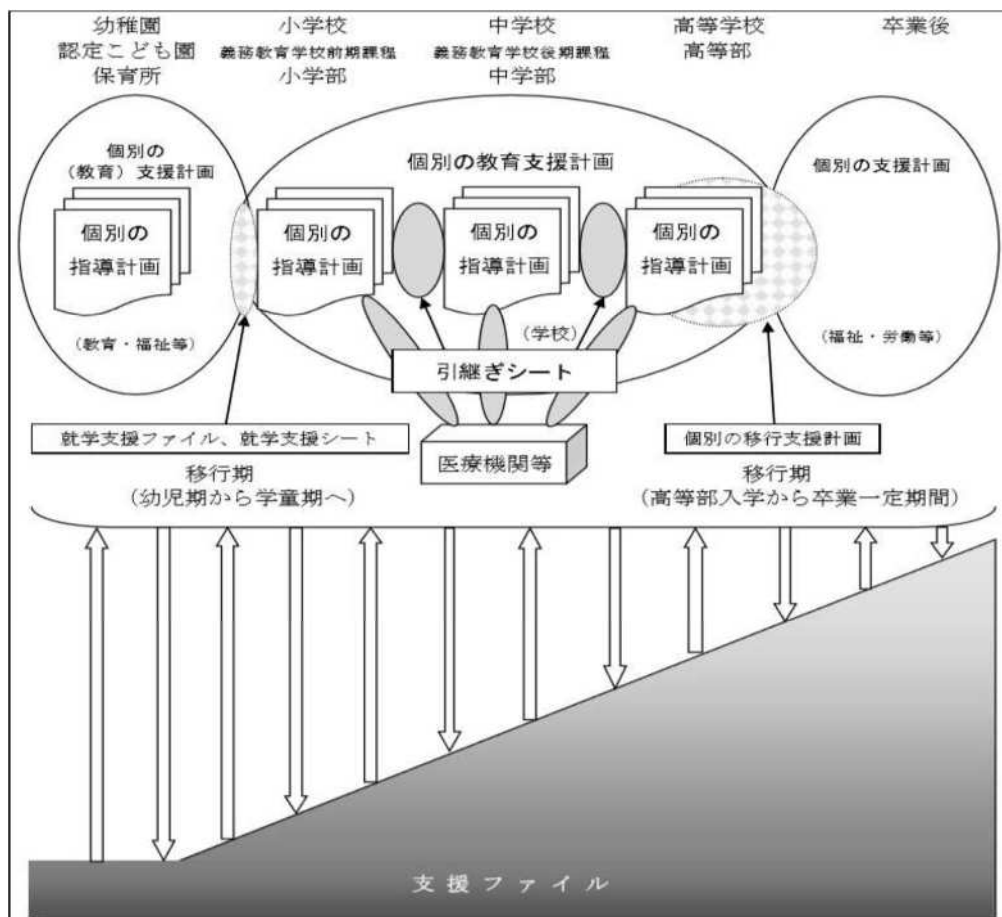 幼稚園
認定こども園
保育所
小学校
義務教育学校前期課程
小学部
中学校
義務教育学校後期課程
中学部
高等学校
高等部
卒業後
個別の
（教育）支援計画
個別の教育支援計画
個別の支援計画
個別の
指導計画
個別の
指導計画
個別の
指導計画
個別の
指導計画
（教育・福祉等）
（学校）
（福祉・労働等）
引継ぎシート
就学支援ファイル、就学支援シート
医療機関等
個別の移行支援計画
移行期
（幼児期から学童期へ）
移行期
（高等部入学から卒業一定期間）
支援ファイル